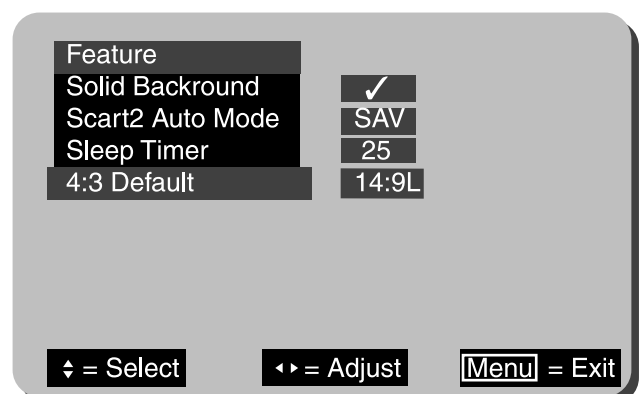 Feature
Solid Backround ✓
Scart2 Auto Mode SAV
Sleep Timer 25
4:3 Default 14:9L
= Select = Adjust Menu = Exit